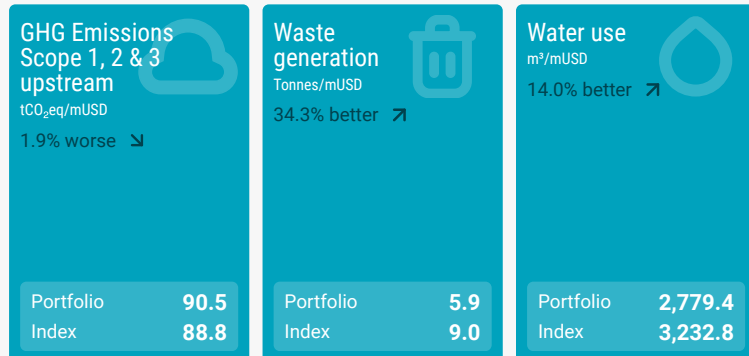 GHG Emissions
Scope 1, 2 & 3
upstream
tCO₂eq/mUSD
1.9% worse
Portfolio 90.5
Index 88.8
Waste
generation
Tonnes/mUSD
34.3% better
Portfolio 5.9
Index 9.0
Water use
m³/mUSD
14.0% better
Portfolio 2,779.4
Index 3,232.8